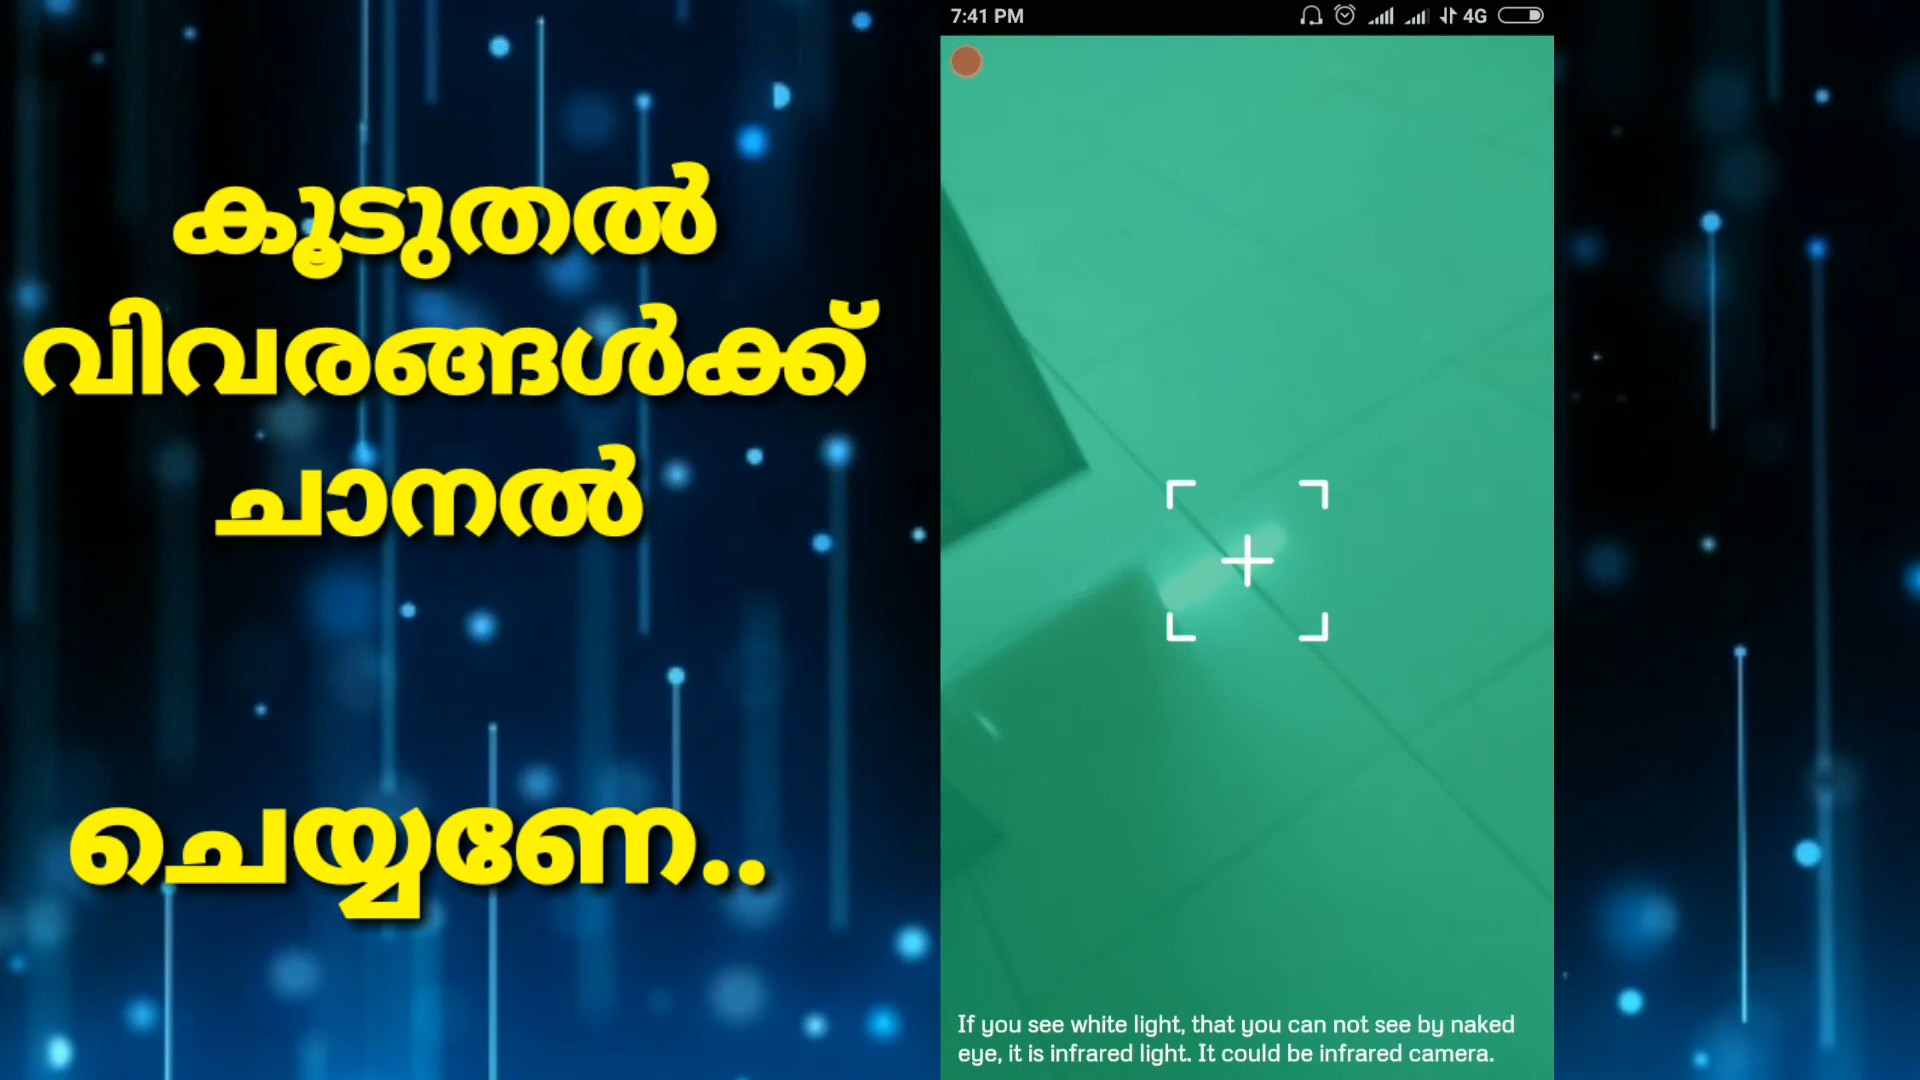 കൂടുതൽ
വിവരങ്ങൾക്ക്
ചാനൽ
ചെയ്യണേ..
7:41 PM
4G
If you see white light, that you can not see by naked
eye, it is infrared light. It could be infrared camera.